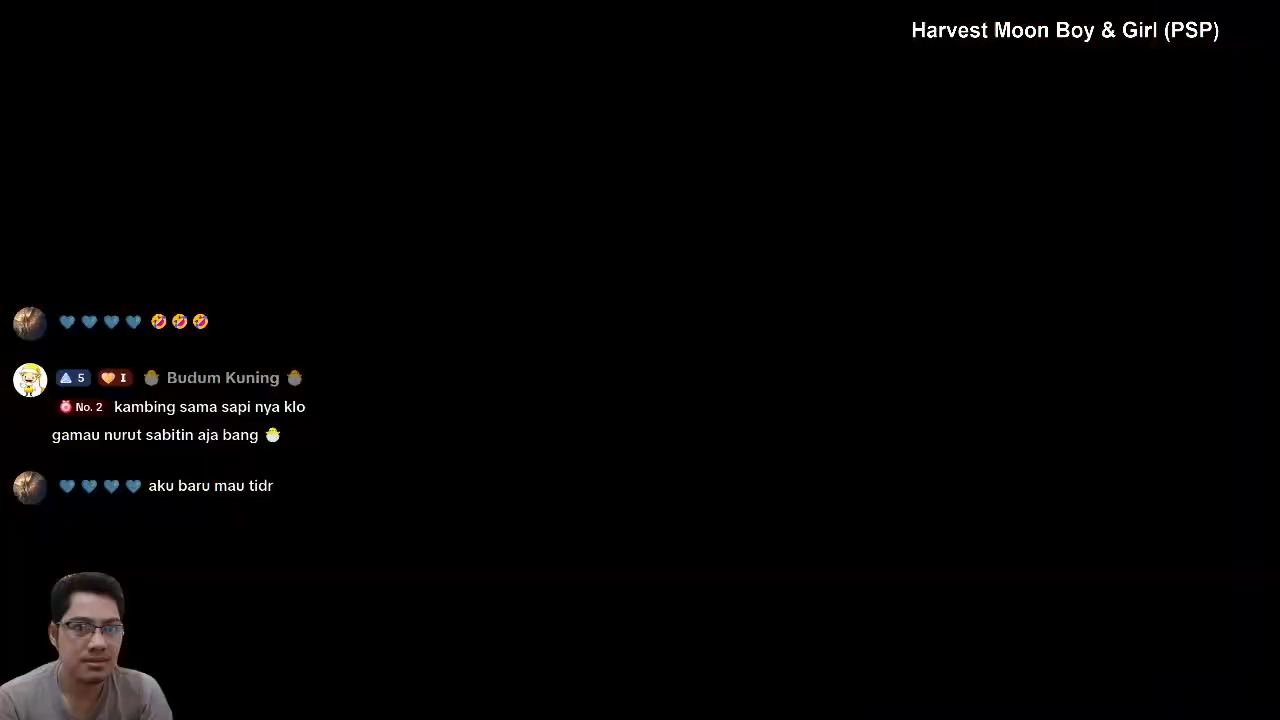 Harvest Moon Boy & Girl (PSP)
💙 💙 💙 💙 🤣 🤣 🤣
5 I 🐣 Budum Kuning 🐣
No. 2 kambing sama sapi nya klo
gamau nurut sabitin aja bang 🐣
💙 💙 💙 💙 aku baru mau tidr